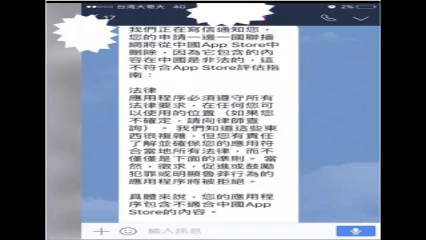 台灣大哥大 4G 2%
17
我們正在寫信通知您，
您的申請一邊一國聯播
網將從中國App Store中
刪除，因為它包含的內
容在中國是非法的，這
不符合App Store評估指
南：
法律
應用程序必須遵守所有
法律要求，在任何您可
以使用的位置（如果您
不確定，請向律師查
詢）。我們知道這些東
西很複雜，但您有責任
了解並確保您的應用符
合當地所有法律，而不
僅僅是下面的準則。當
然，徵求，促進或鼓勵
犯罪或明顯魯莽行為的
應用程序將被拒絕。
具體來說，您的應用程
序包含不適合中國App
Store的內容。
輸入訊息